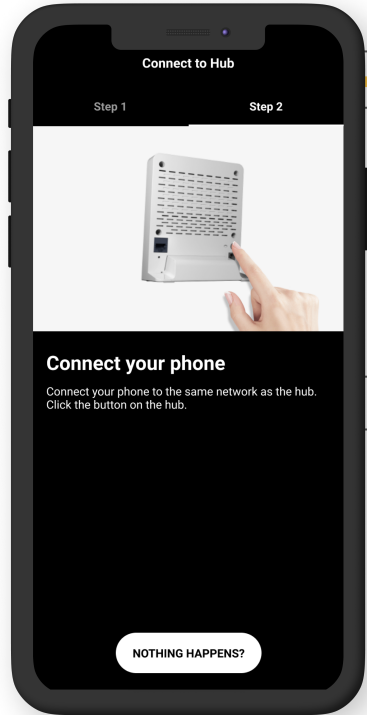 Connect to Hub
Step 1
Step 2
Connect your phone
Connect your phone to the same network as the hub.
Click the button on the hub.
NOTHING HAPPENS?